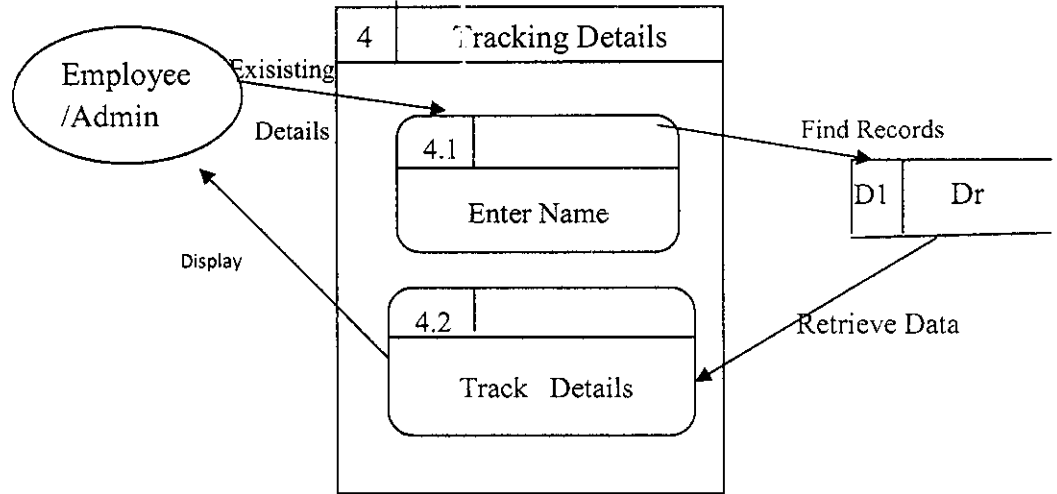 4 Tracking Details
Employee
/Admin
Exisisting
Details
4.1
Enter Name
Find Records
D1 Dr
Display
4.2
Track Details
Retrieve Data